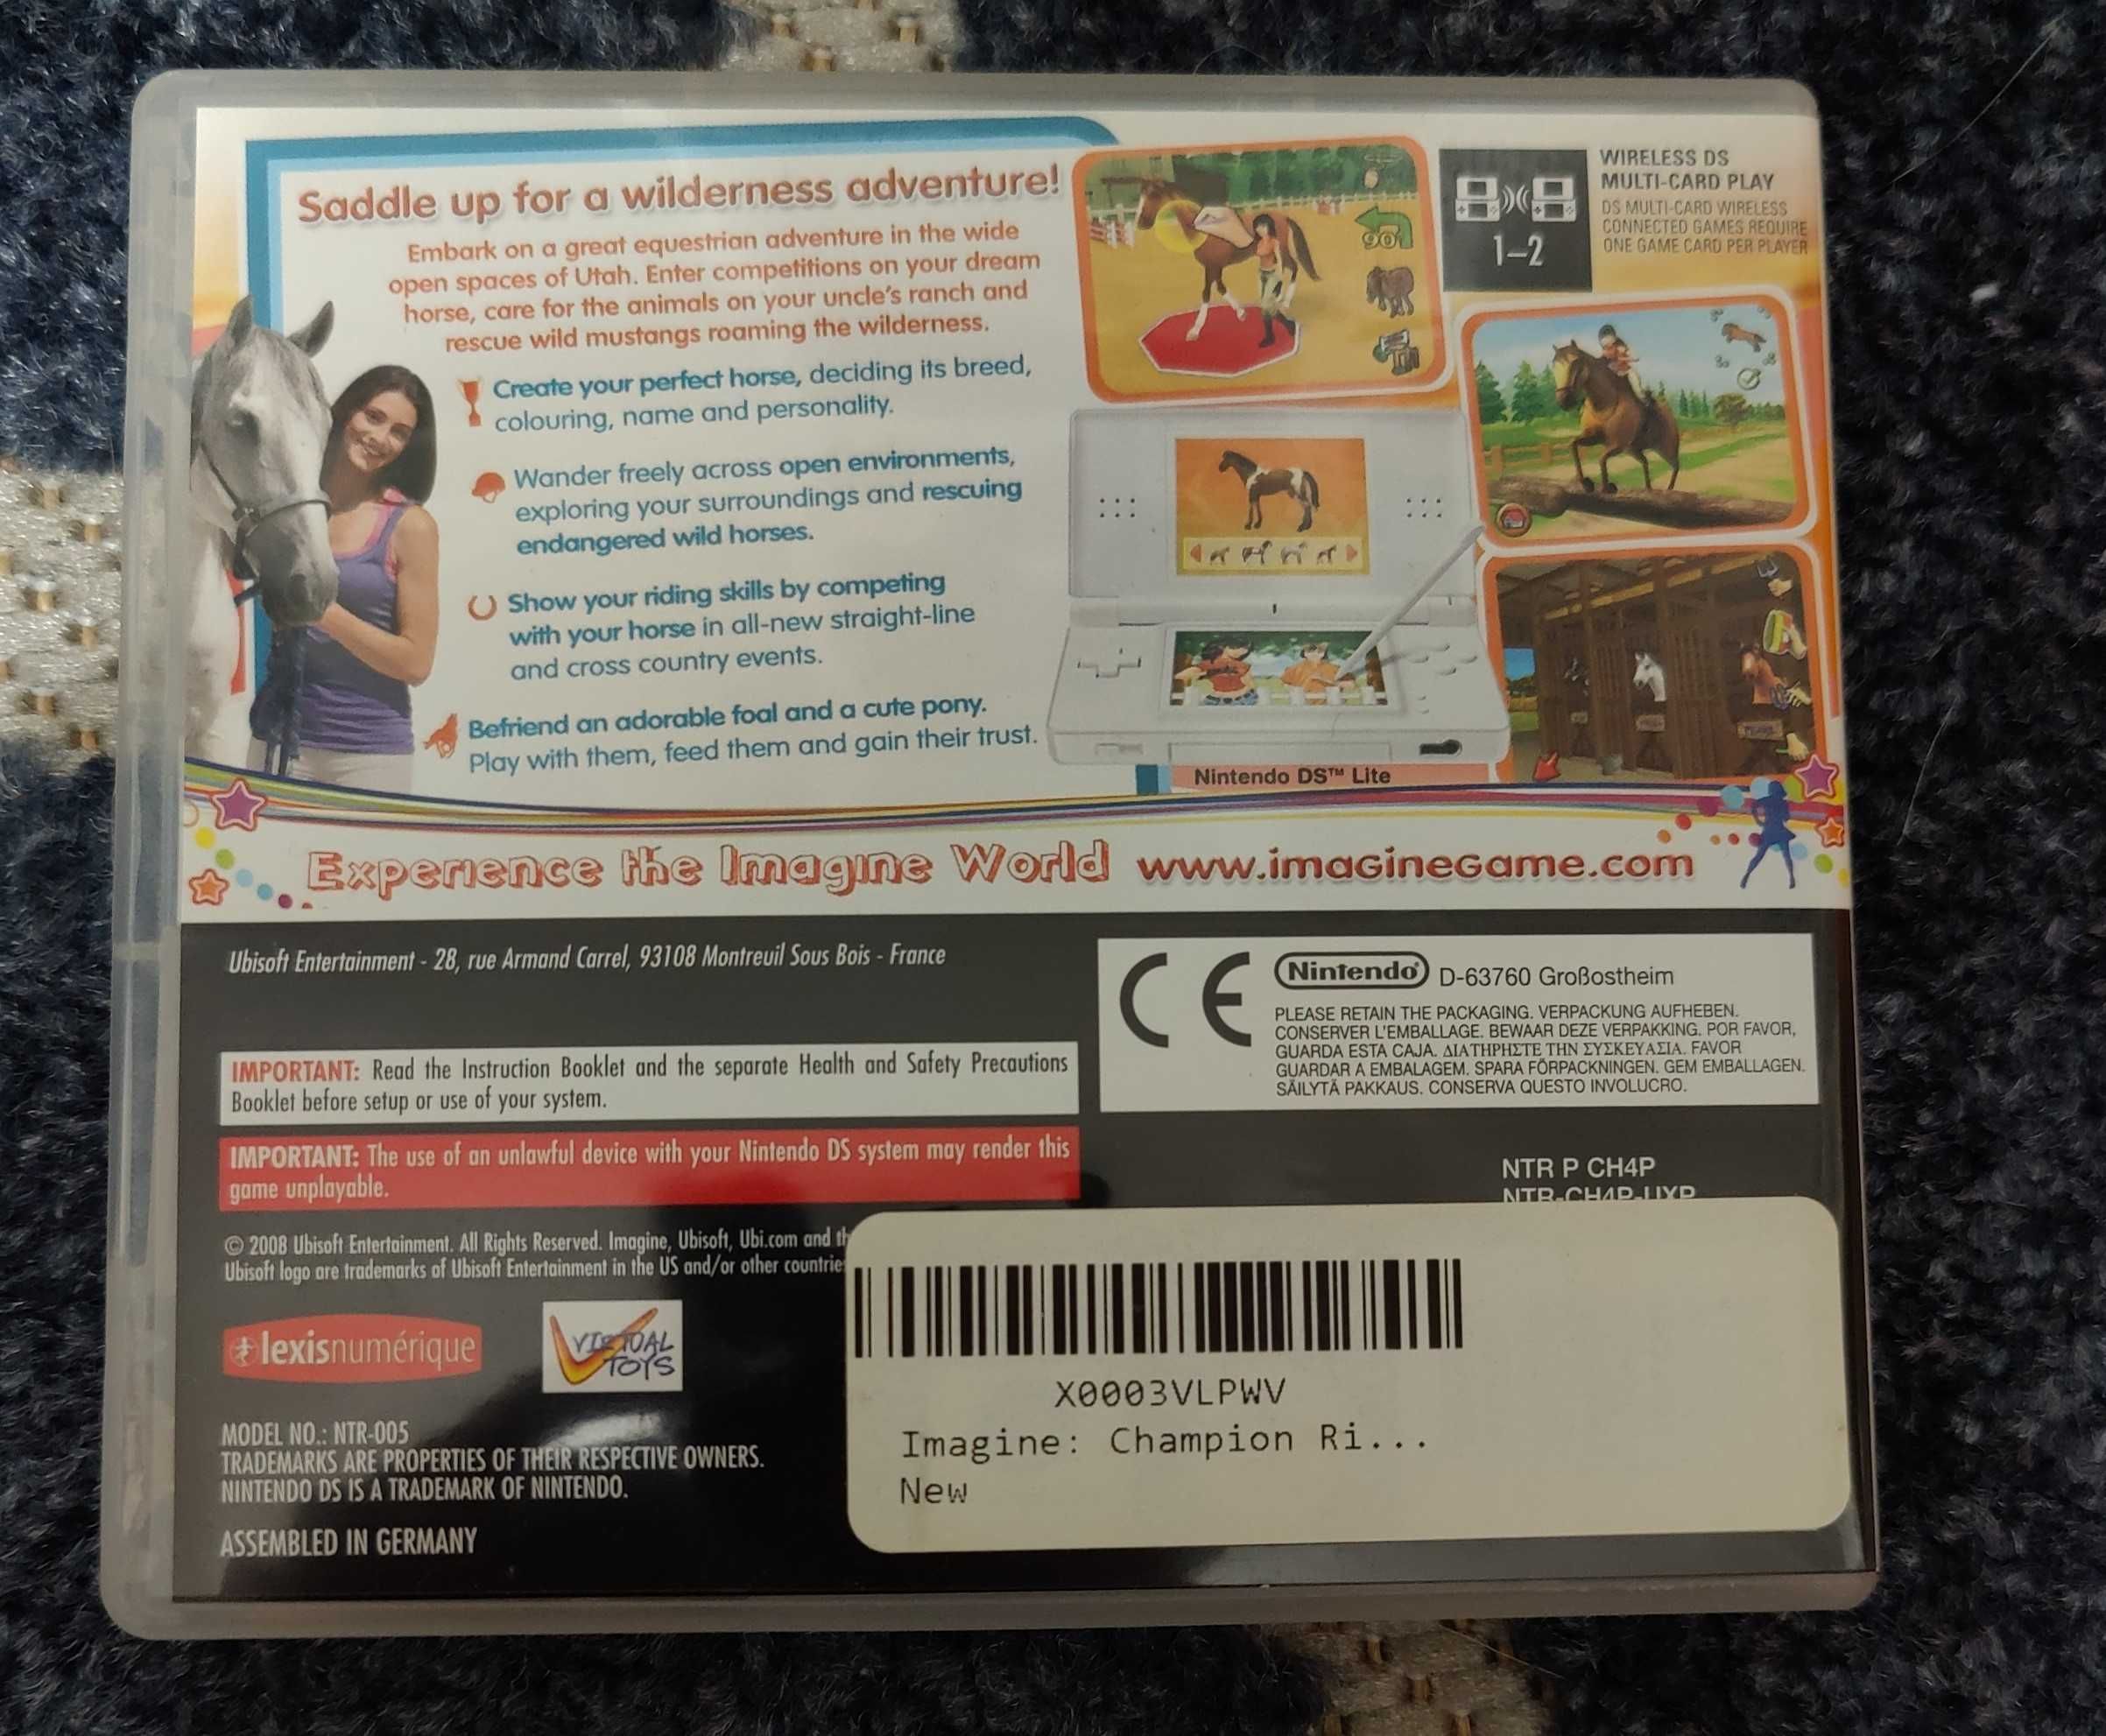 Saddle up for a wilderness adventure!
Embark on a great equestrian adventure in the wide
open spaces of Utah. Enter competitions on your dream
horse, care for the animals on your uncle's ranch and
rescue wild mustangs roaming the wilderness.
Create your perfect horse, deciding its breed,
colouring, name and personality.
Wander freely across open environments,
exploring your surroundings and rescuing
endangered wild horses.
Show your riding skills by competing
with your horse in all-new straight-line
and cross country events.
Befriend an adorable foal and a cute pony.
Play with them, feed them and gain their trust.
90
1–2
WIRELESS DS
MULTI-CARD PLAY
DS MULTI-CARD WIRELESS
CONNECTED GAMES REQUIRE
ONE GAME CARD PER PLAYER
Nintendo DS™ Lite
Experience the Imagine World www.imaginegame.com
Ubisoft Entertainment - 28, rue Armand Carrel, 93108 Montreuil Sous Bois - France
IMPORTANT: Read the Instruction Booklet and the separate Health and Safety Precautions
Booklet before setup or use of your system.
IMPORTANT: The use of an unlawful device with your Nintendo DS system may render this
game unplayable.
© 2008 Ubisoft Entertainment. All Rights Reserved. Imagine, Ubisoft, Ubi.com and th
Ubisoft logo are trademarks of Ubisoft Entertainment in the US and/or other countrie
lexisnumérique
VIRTUAL
TOYS
MODEL NO.: NTR-005
TRADEMARKS ARE PROPERTIES OF THEIR RESPECTIVE OWNERS.
NINTENDO DS IS A TRADEMARK OF NINTENDO.
ASSEMBLED IN GERMANY
CE
Nintendo® D-63760 Großostheim
PLEASE RETAIN THE PACKAGING. VERPACKUNG AUFHEBEN.
CONSERVER L'EMBALLAGE. BEWAAR DEZE VERPAKKING. POR FAVOR,
GUARDA ESTA CAJA. ΔΙΑΤΗΡΗΣΤΕ ΤΗΝ ΣΥΣΚΕΥΑΣΙΑ. FAVOR
GUARDAR A EMBALAGEM. SPARA FÖRPACKNINGEN. GEM EMBALLAGEN.
SÄILYTÄ PAKKAUS. CONSERVA QUESTO INVOLUCRO.
NTR P CH4P
NTR-CH4P-UXP
X0003VLPWV
Imagine: Champion Ri...
New